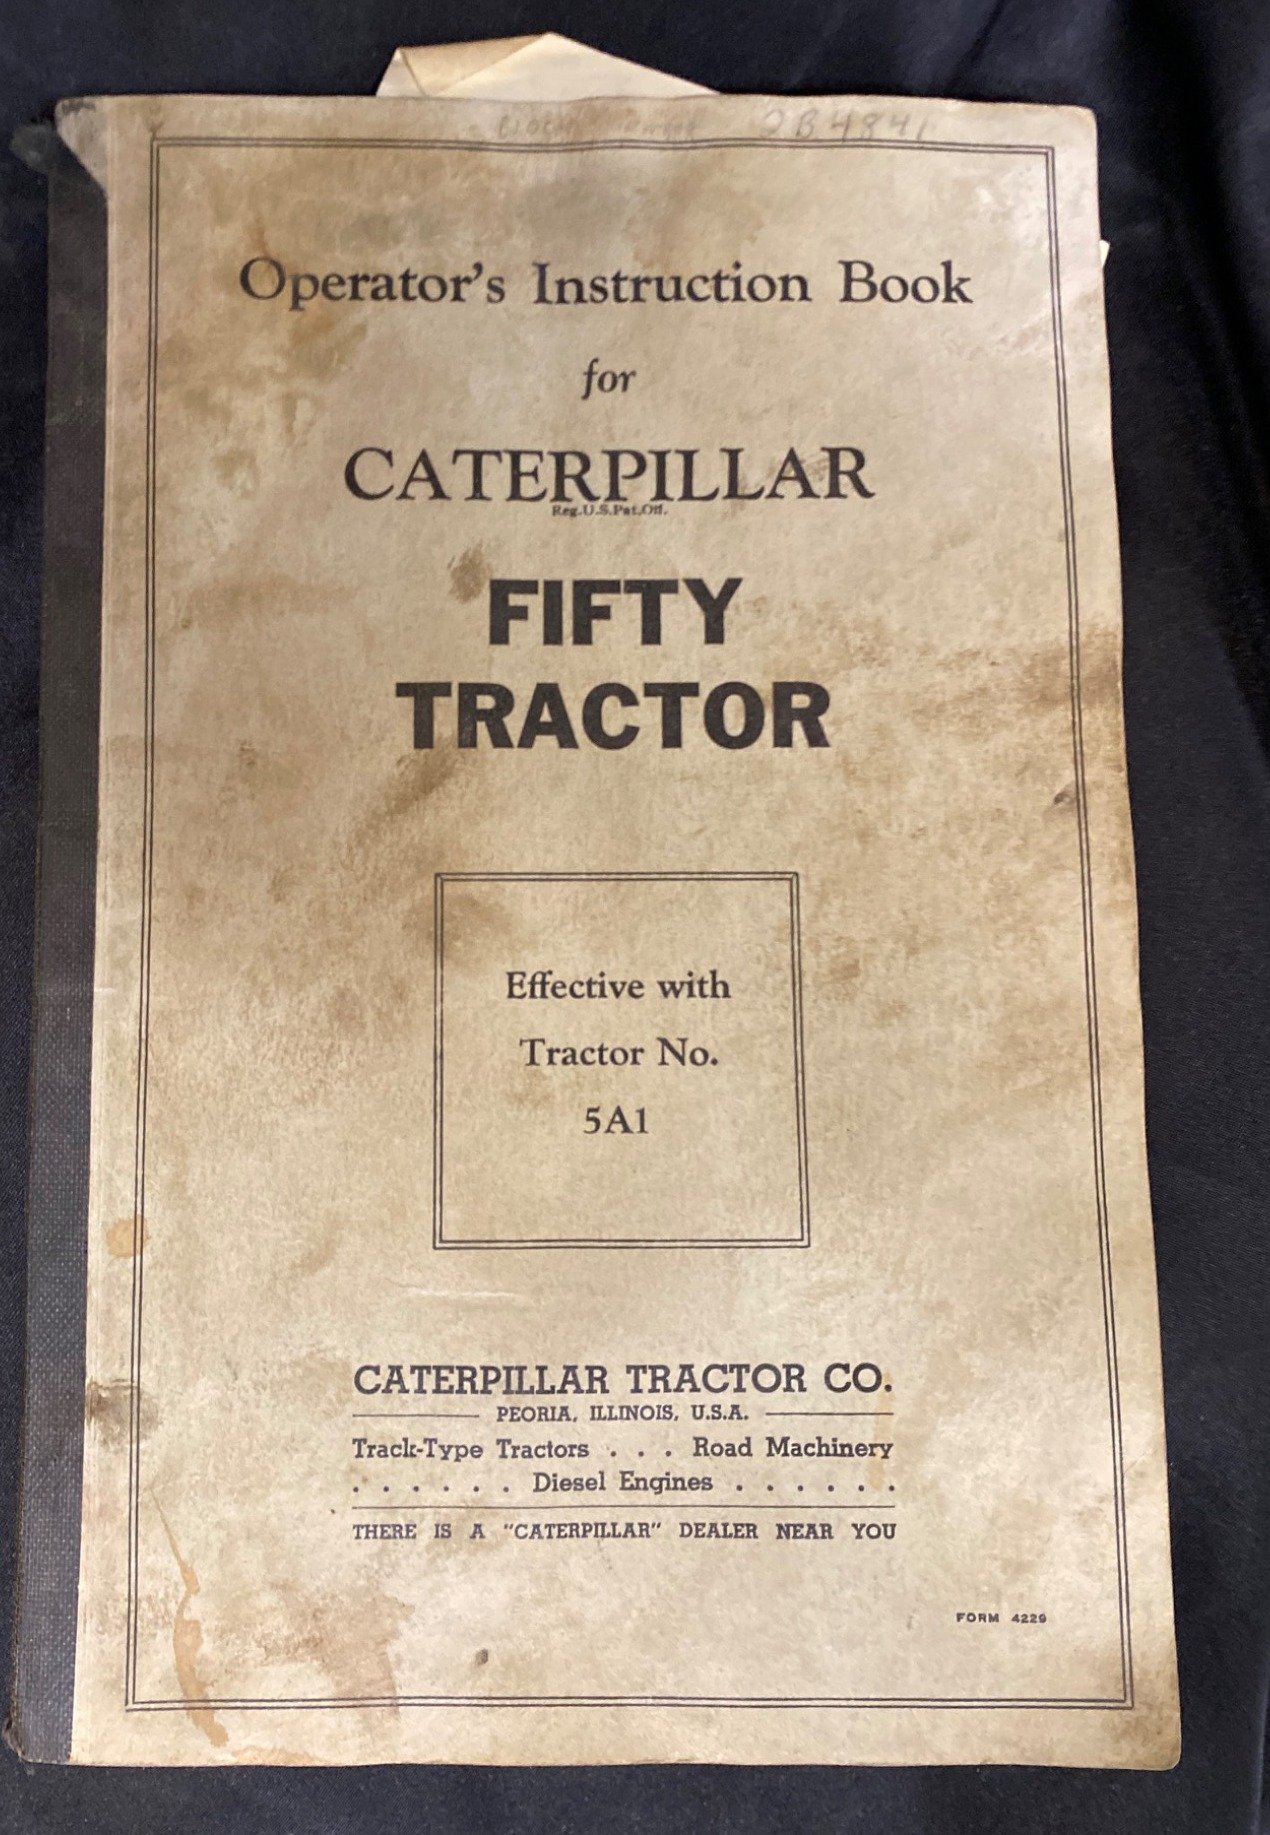 2B4841
Operator's Instruction Book
for
CATERPILLAR
Reg.U.S.Pat.Off.
FIFTY
TRACTOR
Effective with
Tractor No.
5A1
CATERPILLAR TRACTOR CO.
PEORIA, ILLINOIS, U.S.A.
Track-Type Tractors . . . Road Machinery
. . . . . . Diesel Engines . . . . . .
THERE IS A "CATERPILLAR" DEALER NEAR YOU
FORM 4229